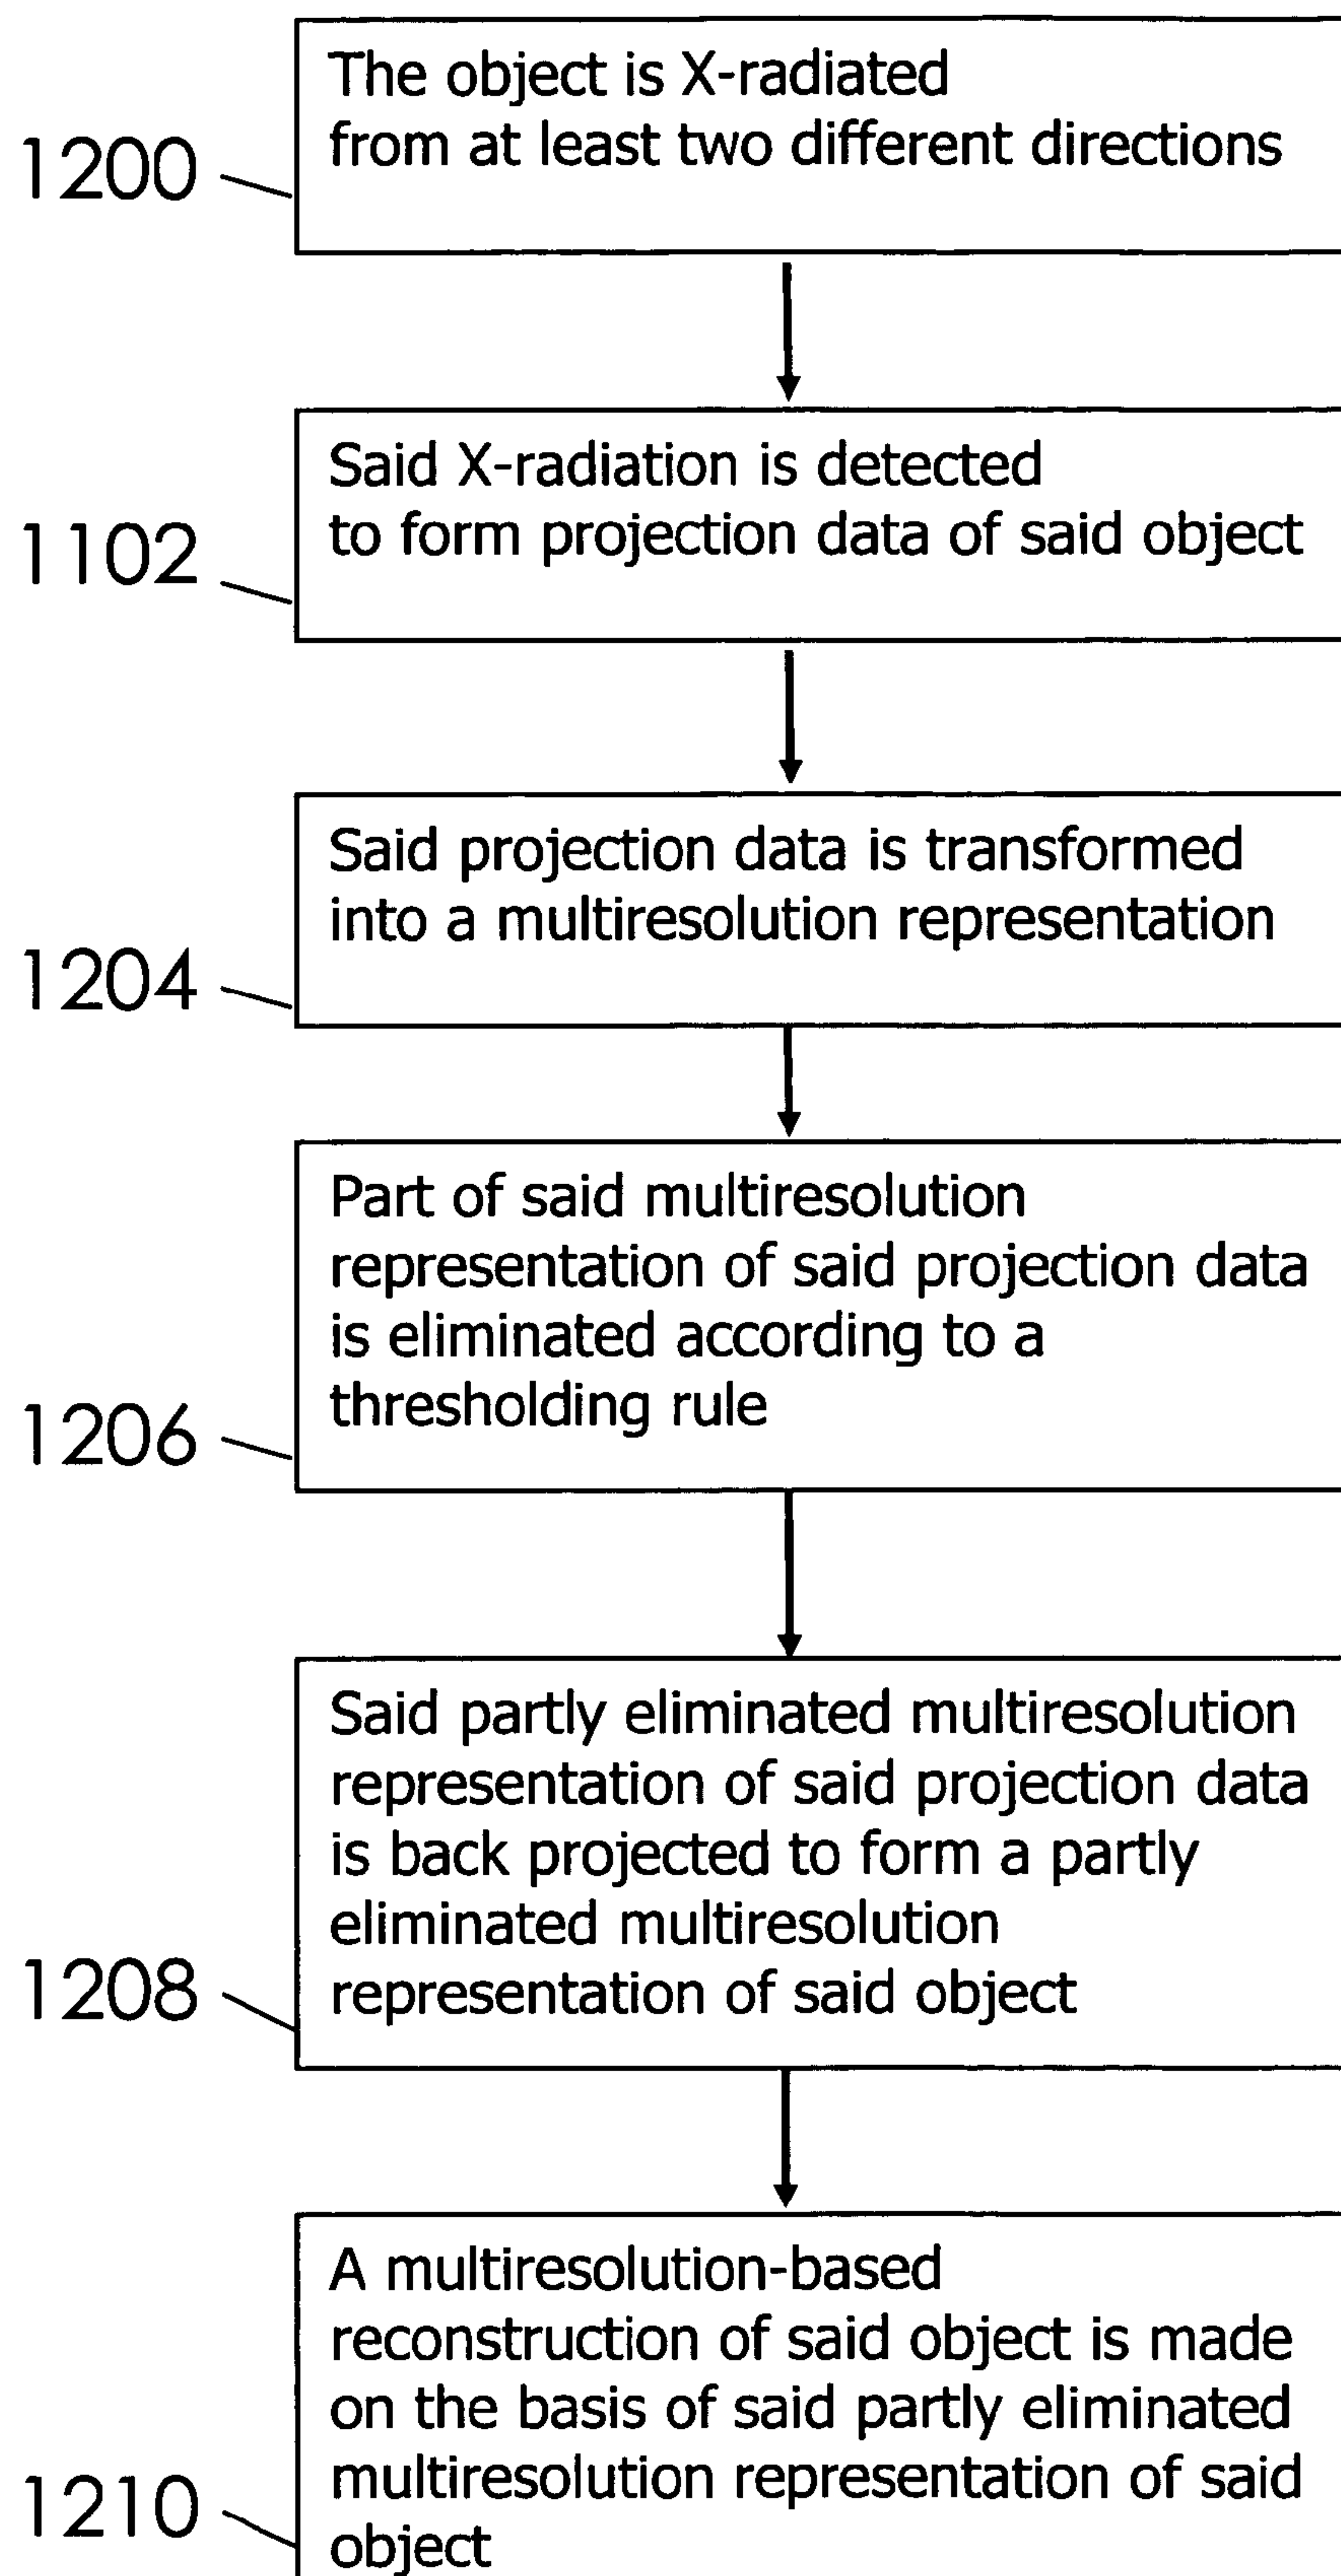 The object is X-radiated
from at least two different directions
1200
Said X-radiation is detected
to form projection data of said object
1102
Said projection data is transformed
into a multiresolution representation
1204
Part of said multiresolution
representation of said projection data
is eliminated according to a
thresholding rule
1206
Said partly eliminated multiresolution
representation of said projection data
is back projected to form a partly
eliminated multiresolution
representation of said object
1208
A multiresolution-based
reconstruction of said object is made
on the basis of said partly eliminated
multiresolution representation of said
object
1210